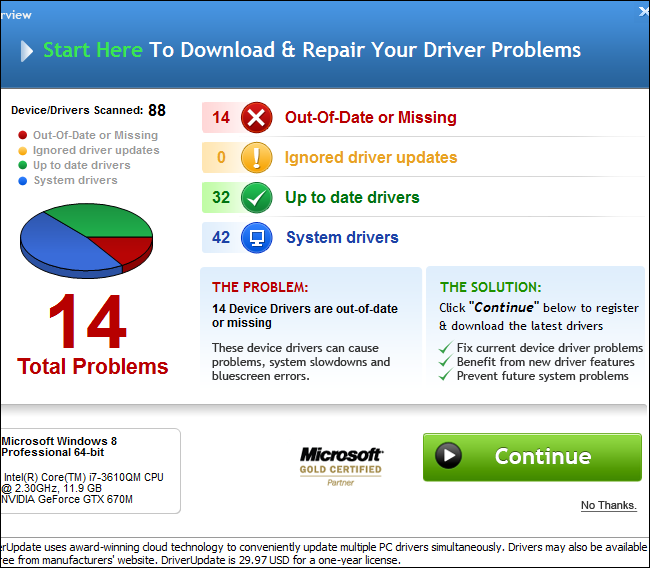 rview
Start Here To Download & Repair Your Driver Problems
Device/Drivers Scanned: 88
Out-Of-Date or Missing
Ignored driver updates
Up to date drivers
System drivers
14 Total Problems
14 Out-Of-Date or Missing
0 Ignored driver updates
32 Up to date drivers
42 System drivers
THE PROBLEM:
14 Device Drivers are out-of-date
or missing
These device drivers can cause
problems, system slowdowns and
bluescreen errors.
THE SOLUTION:
Click "Continue" below to register
& download the latest drivers
Fix current device driver problems
Benefit from new driver features
Prevent future system problems
Microsoft Windows 8
Professional 64-bit
Intel(R) Core(TM) i7-3610QM CPU
@ 2.30GHz, 11.9 GB
NVIDIA GeForce GTX 670M
Microsoft
GOLD CERTIFIED
Partner
Continue
No Thanks.
erUpdate uses award-winning cloud technology to conveniently update multiple PC drivers simultaneously. Drivers may also be available
ree from manufacturers' website. DriverUpdate is 29.97 USD for a one-year license.